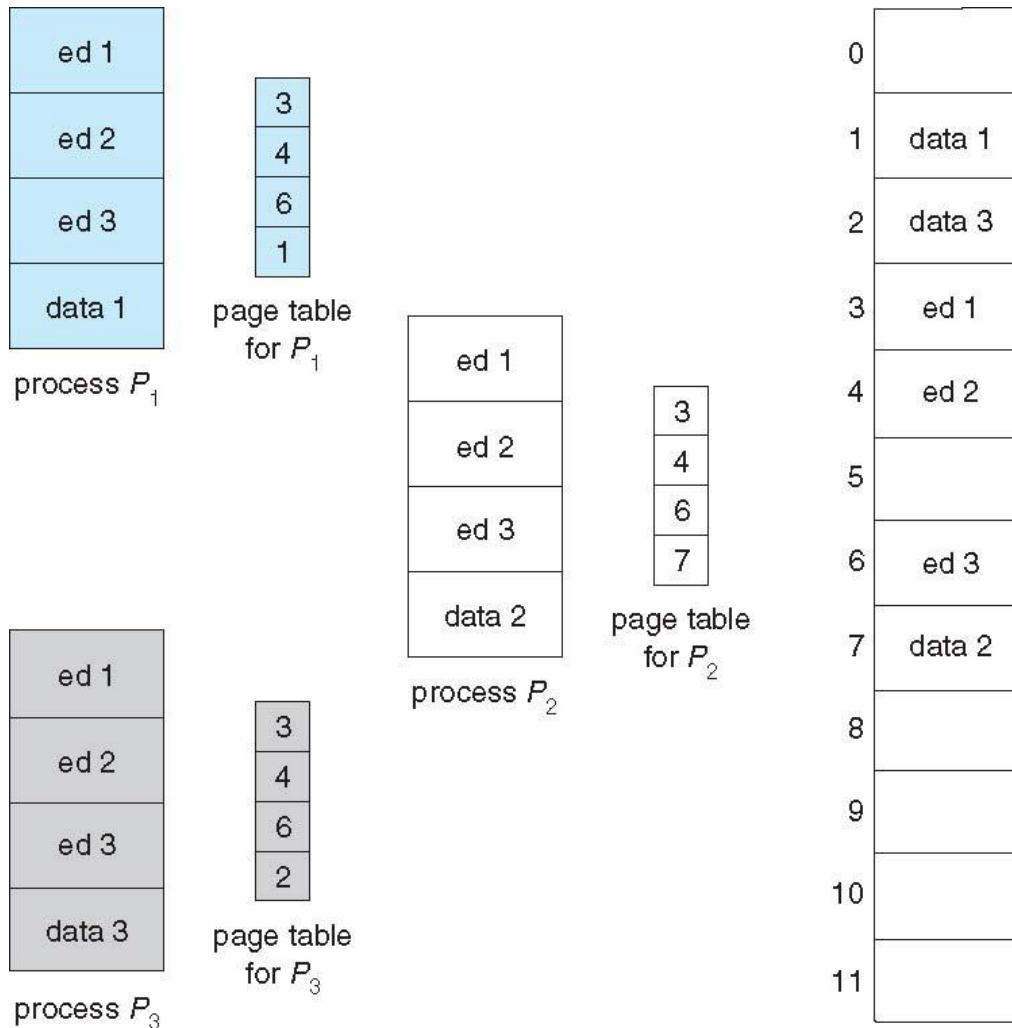 ed 1
ed 2
ed 3
data 1
process P1
3
4
6
1
page table
for P1
ed 1
ed 2
ed 3
data 2
process P2
3
4
6
7
page table
for P2
ed 1
ed 2
ed 3
data 3
process P3
3
4
6
2
page table
for P3
0
1 data 1
2 data 3
3 ed 1
4 ed 2
5
6 ed 3
7 data 2
8
9
10
11